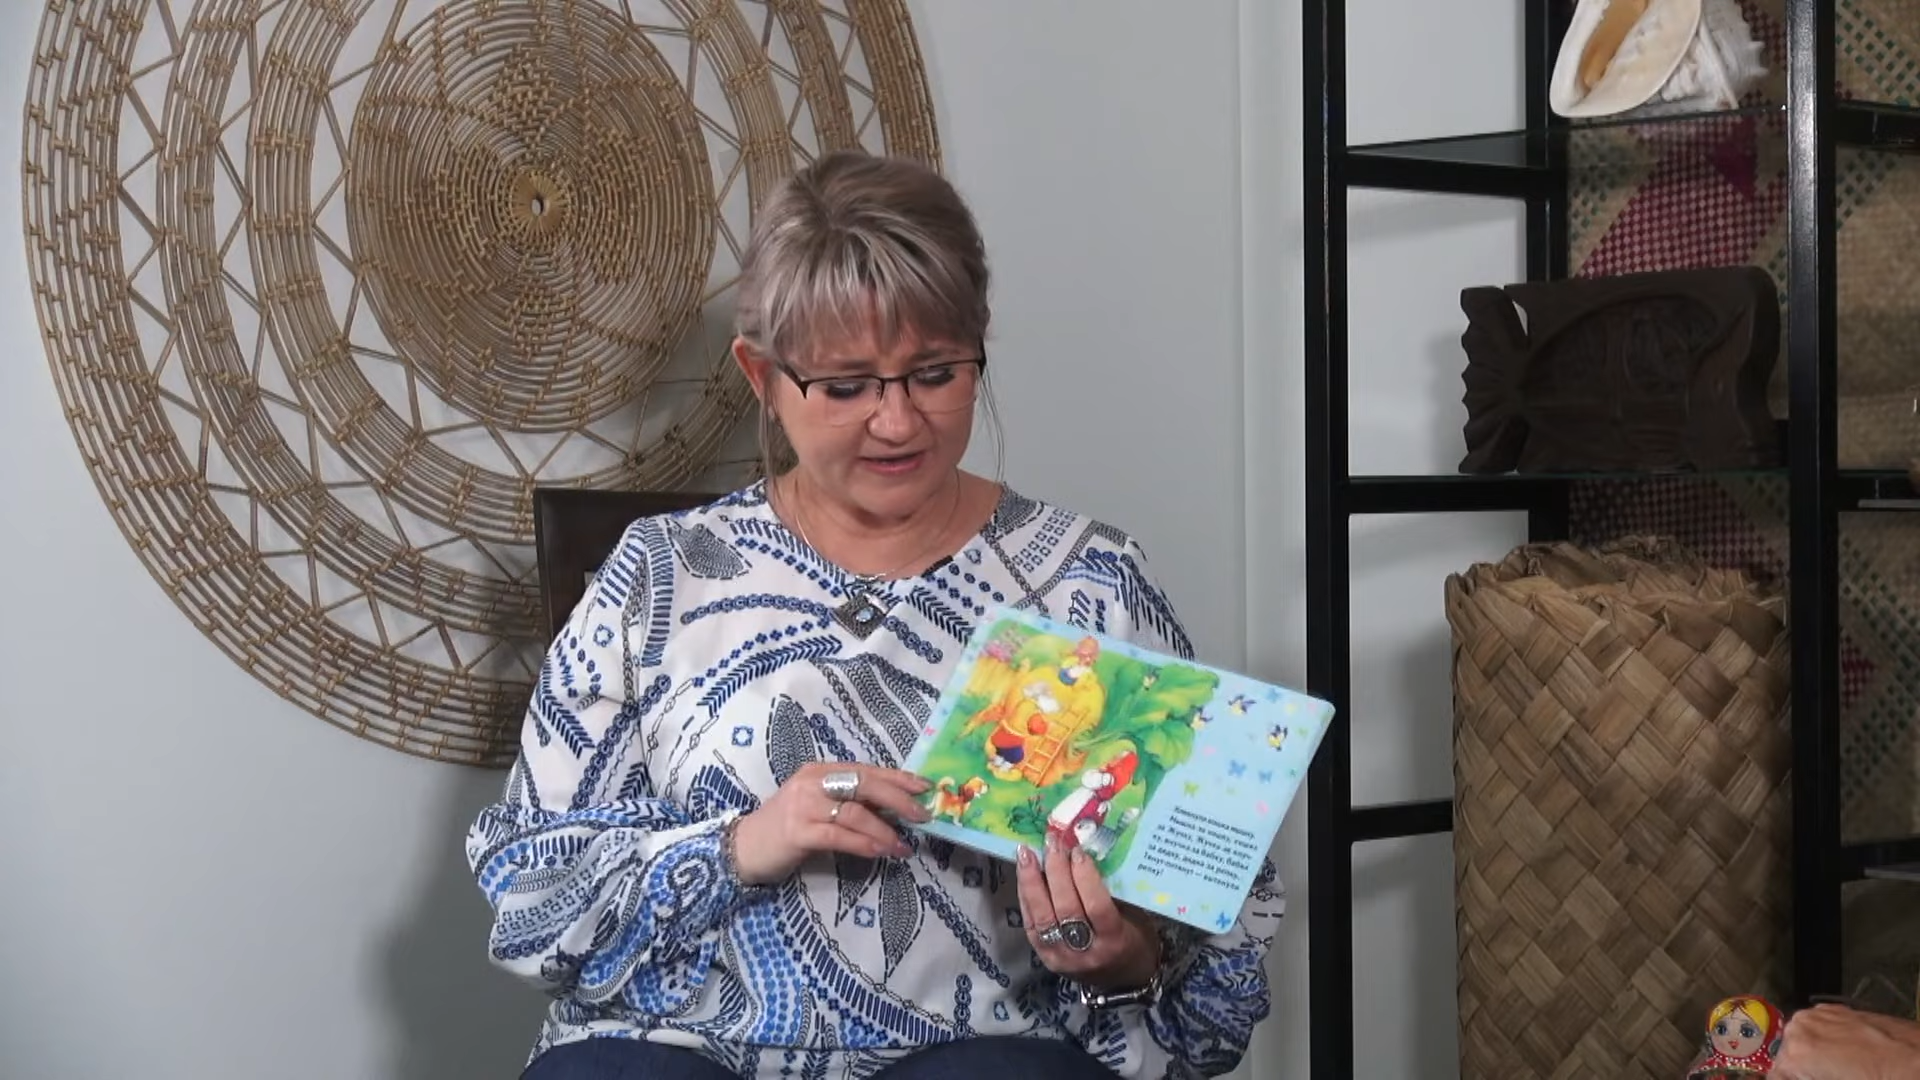 Кликнула кошка мышку.
Мышка за кошку, кошка
за Жучку, Жучка за внуч-
ку, внучка за бабку, бабка
за дедку, дедка за репку.
Тянут-потянут — вытянули
репку!